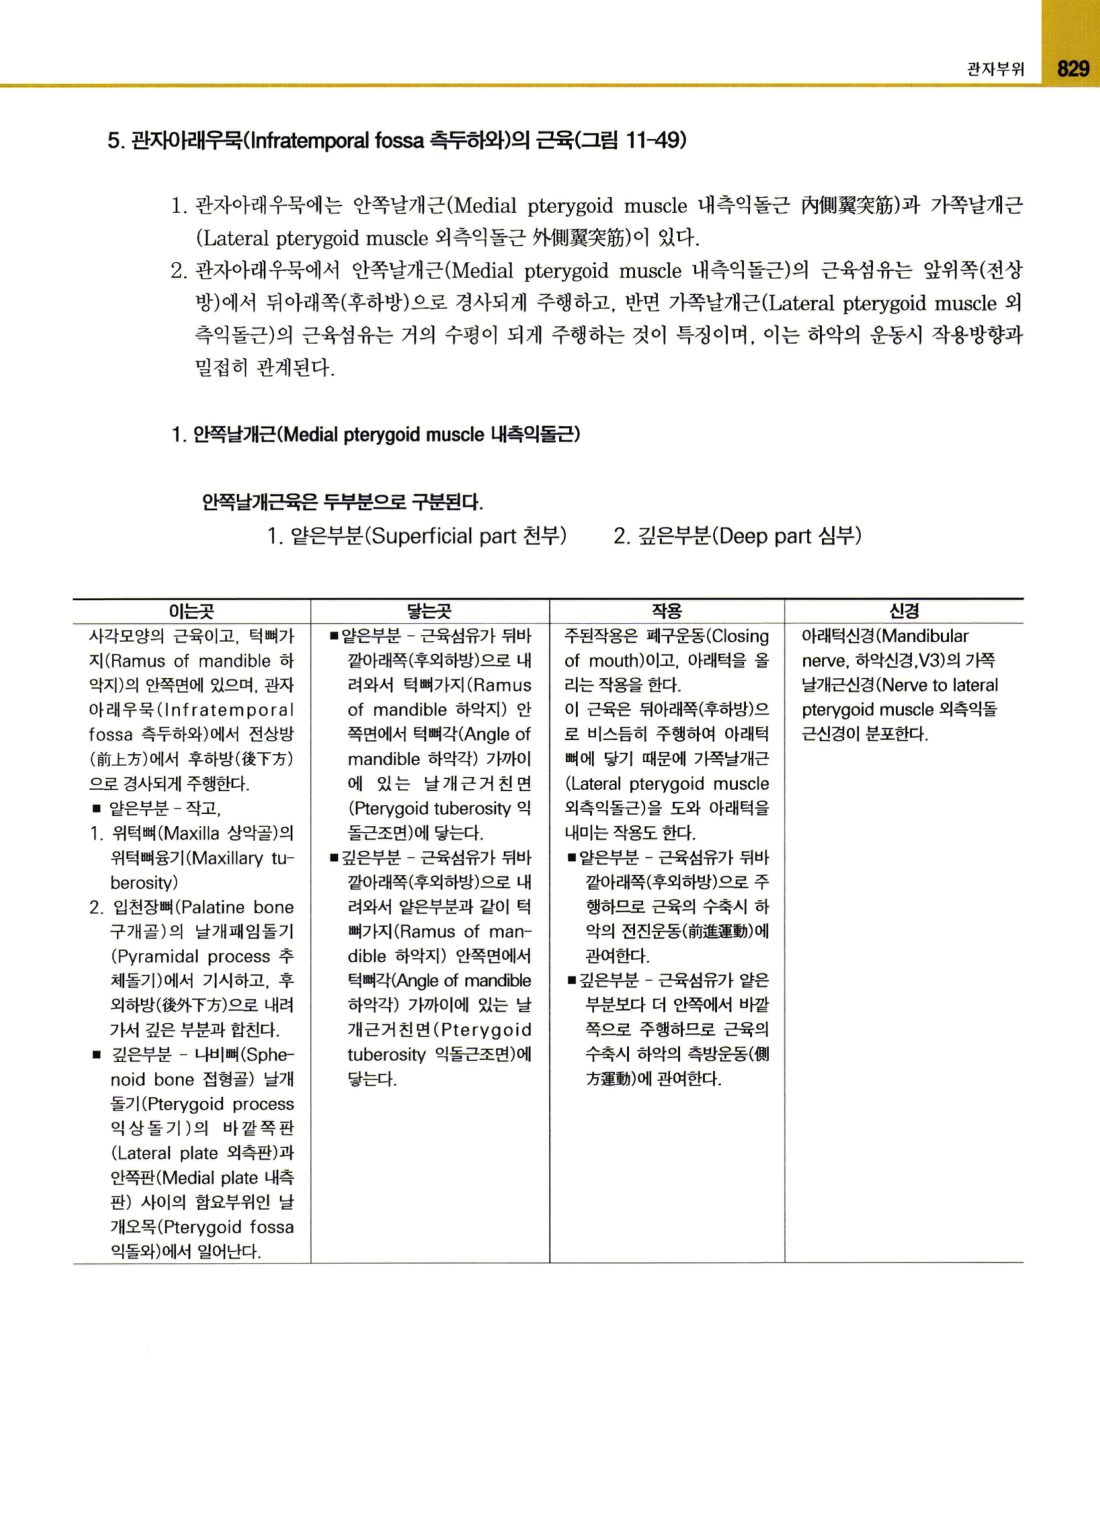 관자부위 829
5. 관자아래우묵(Infratemporal fossa 측두하와)의 근육(그림 11-49)
1. 관자아래우묵에는 안쪽날개근(Medial pterygoid muscle 내측익돌근 內側翼突筋)과 가쪽날개근
(Lateral pterygoid muscle 외측익돌근 外側翼突筋)이 있다.
2. 관자아래우묵에서 안쪽날개근(Medial pterygoid muscle 내측익돌근)의 근육섬유는 앞위쪽(전상
방)에서 뒤아래쪽(후하방)으로 경사되게 주행하고, 반면 가쪽날개근(Lateral pterygoid muscle 외
측익돌근)의 근육섬유는 거의 수평이 되게 주행하는 것이 특징이며, 이는 하악의 운동시 작용방향과
밀접히 관계된다.
1. 안쪽날개근(Medial pterygoid muscle 내측익돌근)
안쪽날개근육은 두부분으로 구분된다.
1. 얕은부분(Superficial part 천부) 2. 깊은부분(Deep part 심부)
이는곳
사각모양의 근육이고, 턱뼈가
지(Ramus of mandible 하
악지)의 안쪽면에 있으며, 관자
아래우묵(Infratemporal
fossa 측두하와)에서 전상방
(前上方)에서 후하방(後下方)
으로 경사되게 주행한다.
■ 얕은부분 - 작고,
1. 위턱뼈(Maxilla 상악골)의
위턱뼈융기(Maxillary tu-
berosity)
2. 입천장뼈(Palatine bone
구개골)의 날개패임돌기
(Pyramidal process 추
체돌기)에서 기시하고, 후
외하방(後外下方)으로 내려
가서 깊은 부분과 합친다.
■ 깊은부분 - 나비뼈(Sphe-
noid bone 접형골) 날개
돌기(Pterygoid process
익상돌기)의 바깥쪽판
(Lateral plate 외측판)과
안쪽판(Medial plate 내측
판) 사이의 함요부위인 날
개오목(Pterygoid fossa
익돌와)에서 일어난다.
닿는곳
■얕은부분 - 근육섬유가 뒤바
깥아래쪽(후외하방)으로 내
려와서 턱뼈가지(Ramus
of mandible 하악지) 안
쪽면에서 턱뼈각(Angle of
mandible 하악각) 가까이
에 있는 날개근거친면
(Pterygoid tuberosity 익
돌근조면)에 닿는다.
■깊은부분 - 근육섬유가 뒤바
깥아래쪽(후외하방)으로 내
려와서 얕은부분과 같이 턱
뼈가지(Ramus of man-
dible 하악지) 안쪽면에서
턱뼈각(Angle of mandible
하악각) 가까이에 있는 날
개근거친면(Pterygoid
tuberosity 익돌근조면)에
닿는다.
작용
주된작용은 폐구운동(Closing
of mouth)이고, 아래턱을 올
리는 작용을 한다.
이 근육은 뒤아래쪽(후하방)으
로 비스듬히 주행하여 아래턱
뼈에 닿기 때문에 가쪽날개근
(Lateral pterygoid muscle
외측익돌근)을 도와 아래턱을
내미는 작용도 한다.
■얕은부분 - 근육섬유가 뒤바
깥아래쪽(후외하방)으로 주
행하므로 근육의 수축시 하
악의 전진운동(前進運動)에
관여한다.
■깊은부분 - 근육섬유가 얕은
부분보다 더 안쪽에서 바깥
쪽으로 주행하므로 근육의
수축시 하악의 측방운동(側
方運動)에 관여한다.
신경
아래턱신경(Mandibular
nerve, 하악신경,V3)의 가쪽
날개근신경(Nerve to lateral
pterygoid muscle 외측익돌
근신경이 분포한다.